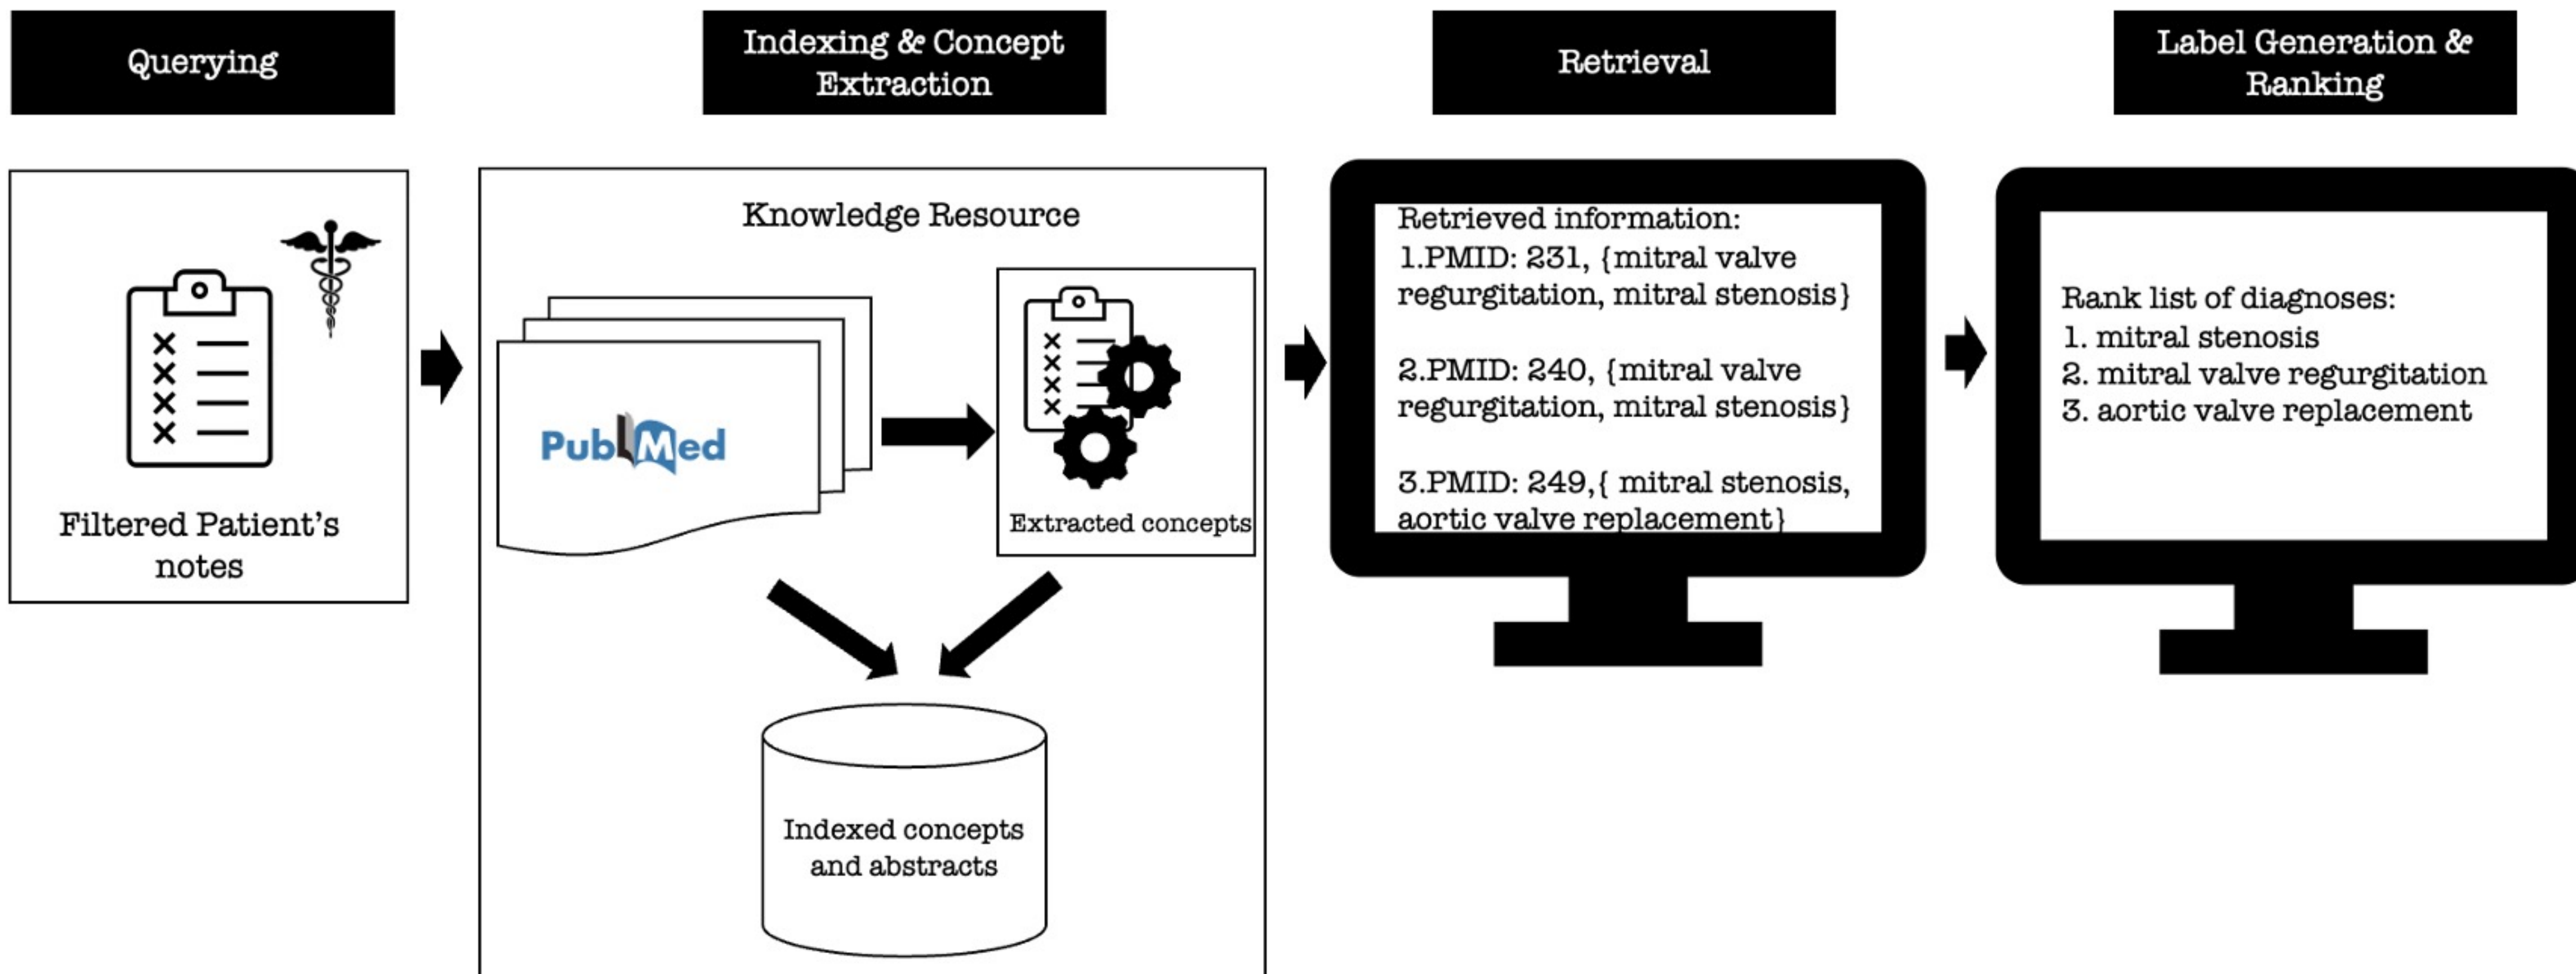 Querying
Indexing & Concept
Extraction
Retrieval
Label Generation &
Ranking
Filtered Patient's
notes
Knowledge Resource
PubMed
Extracted concepts
Indexed concepts
and abstracts
Retrieved information:
1.PMID: 231, {mitral valve
regurgitation, mitral stenosis}
2.PMID: 240, {mitral valve
regurgitation, mitral stenosis}
3.PMID: 249,{ mitral stenosis,
aortic valve replacement}
Rank list of diagnoses:
1. mitral stenosis
2. mitral valve regurgitation
3. aortic valve replacement